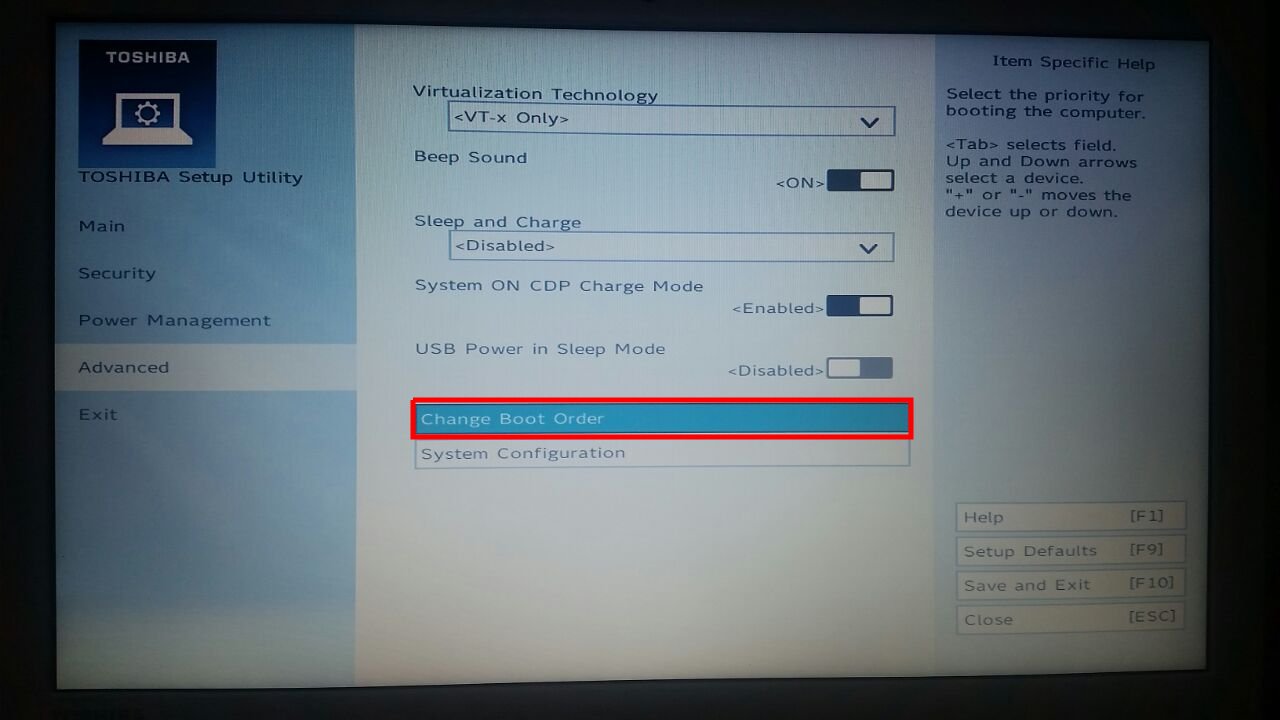 TOSHIBA
TOSHIBA Setup Utility
Main
Security
Power Management
Advanced
Exit
Virtualization Technology
<VT-x Only>
Beep Sound
<ON>
Sleep and Charge
<Disabled>
System ON CDP Charge Mode
<Enabled>
USB Power in Sleep Mode
<Disabled>
Change Boot Order
System Configuration
Item Specific Help
Select the priority for
booting the computer.
<Tab> selects field.
Up and Down arrows
select a device.
"+" or "-" moves the
device up or down.
Help [F1]
Setup Defaults [F9]
Save and Exit [F10]
Close [ESC]